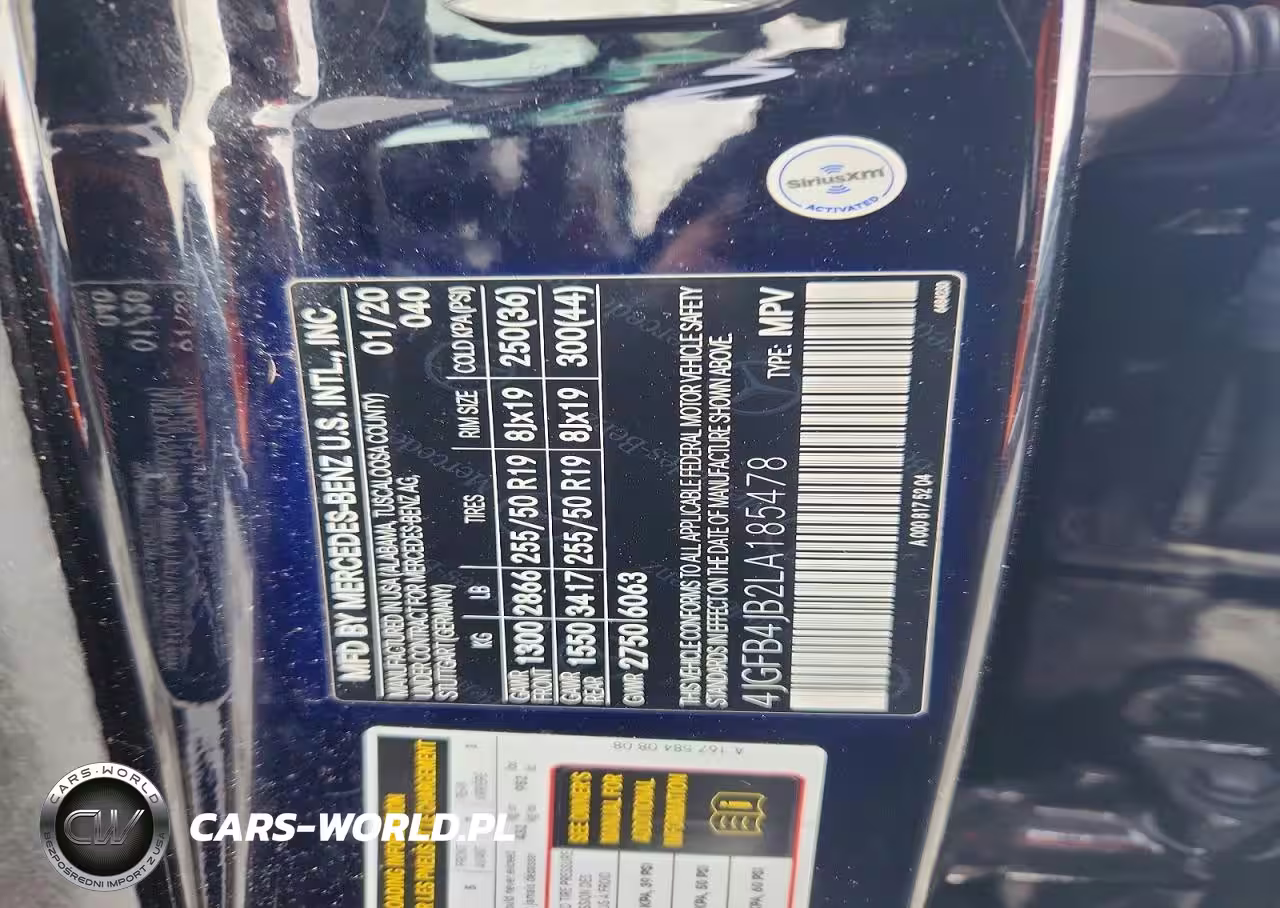 SiriusXm
ACTIVATED
MFD BY MERCEDES-BENZ U.S. INTL., INC
MANUFACTURED IN USA (ALABAMA, TUSCALOOSA COUNTY) 01/20
UNDER CONTRACT FOR MERCEDES-BENZ AG, 040
STUTTGART (GERMANY)
KG LB TIRES RIM SIZE COLD KPA(PSI)
GAWR FRONT 1300 2866 255/50 R19 8Jx19 250(36)
GAWR REAR 1550 3417 255/50 R19 8Jx19 300(44)
GVWR 2750 6063
THIS VEHICLE CONFORMS TO ALL APPLICABLE FEDERAL MOTOR VEHICLE SAFETY
STANDARDS IN EFFECT ON THE DATE OF MANUFACTURE SHOWN ABOVE.
4JGFB4JB2LA185478 TYPE: MPV
A 000 817 52 04
A 167 584 08 08
SEE OWNER'S
MANUAL FOR
ADDITIONAL
INFORMATION
CARS-WORLD
CW
BEZPOŚREDNI IMPORT Z USA
CARS-WORLD.PL